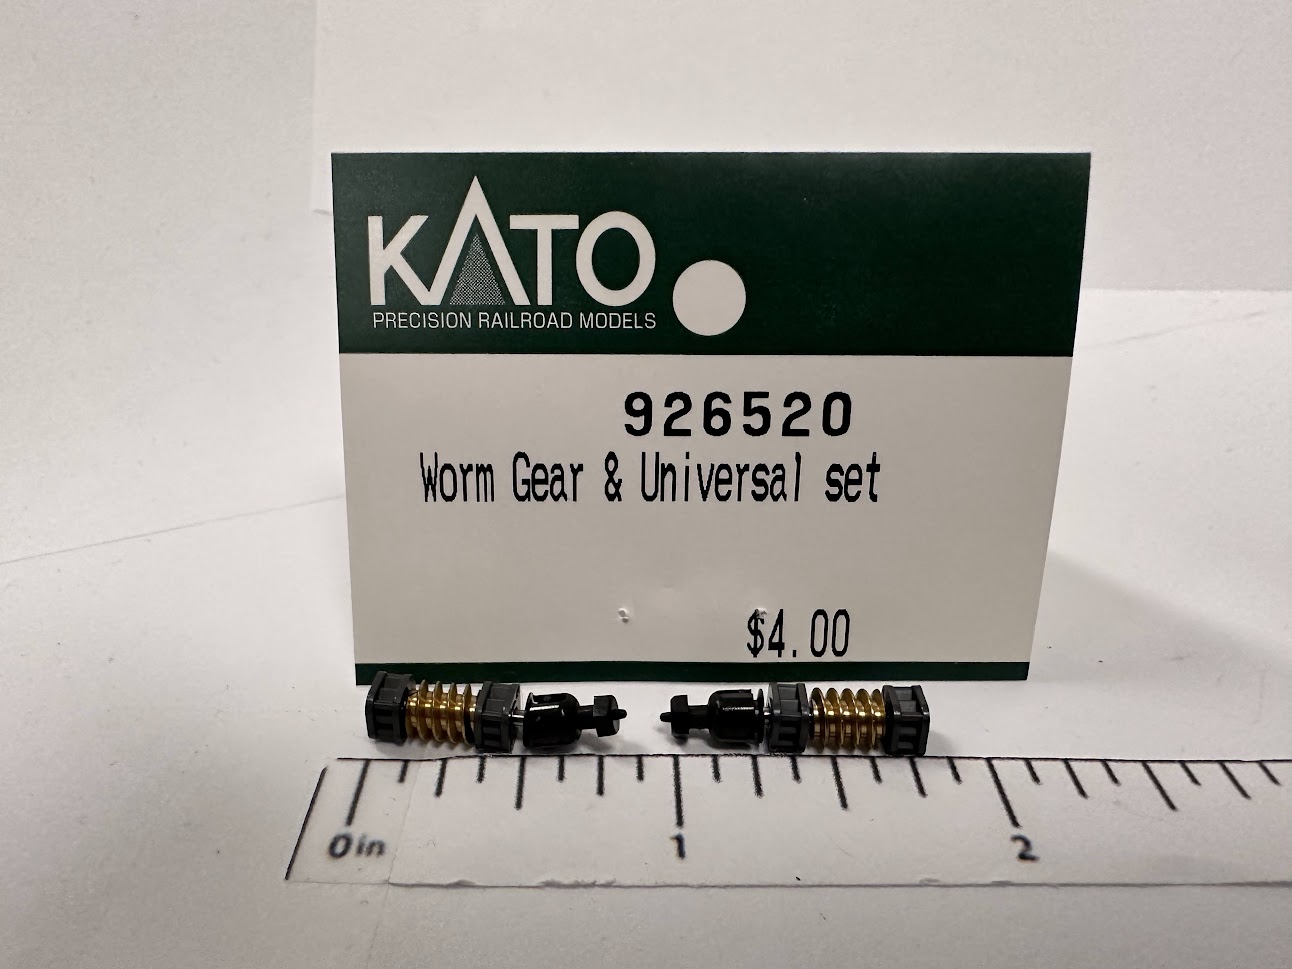 KATO
PRECISION RAILROAD MODELS
926520
Worm Gear & Universal set
$4.00
0in
1
2